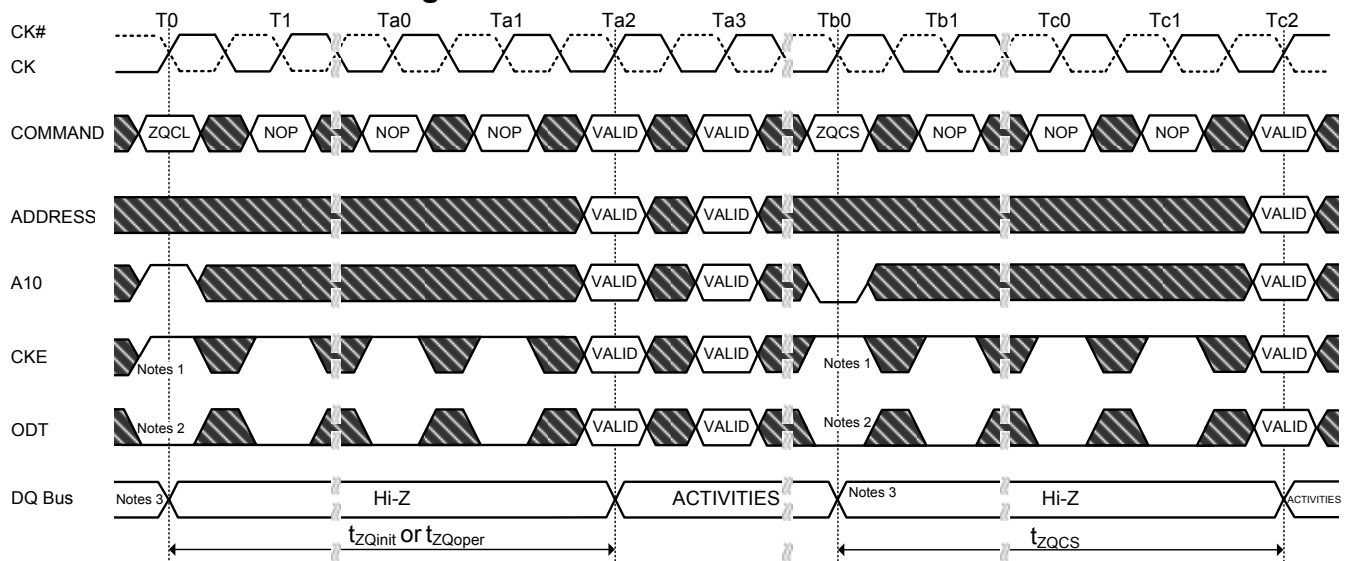 T0 T1 Ta0 Ta1 Ta2 Ta3 Tb0 Tb1 Tc0 Tc1 Tc2
CK#
CK
COMMAND ZQCL NOP NOP NOP VALID VALID ZQCS NOP NOP NOP VALID
ADDRESS VALID VALID VALID
A10 VALID VALID VALID
CKE Notes 1 VALID VALID Notes 1 VALID
ODT Notes 2 VALID VALID Notes 2 VALID
DQ Bus Notes 3 Hi-Z ACTIVITIES Notes 3 Hi-Z ACTIVITIES
tZQinit or tZQoper tZQCS